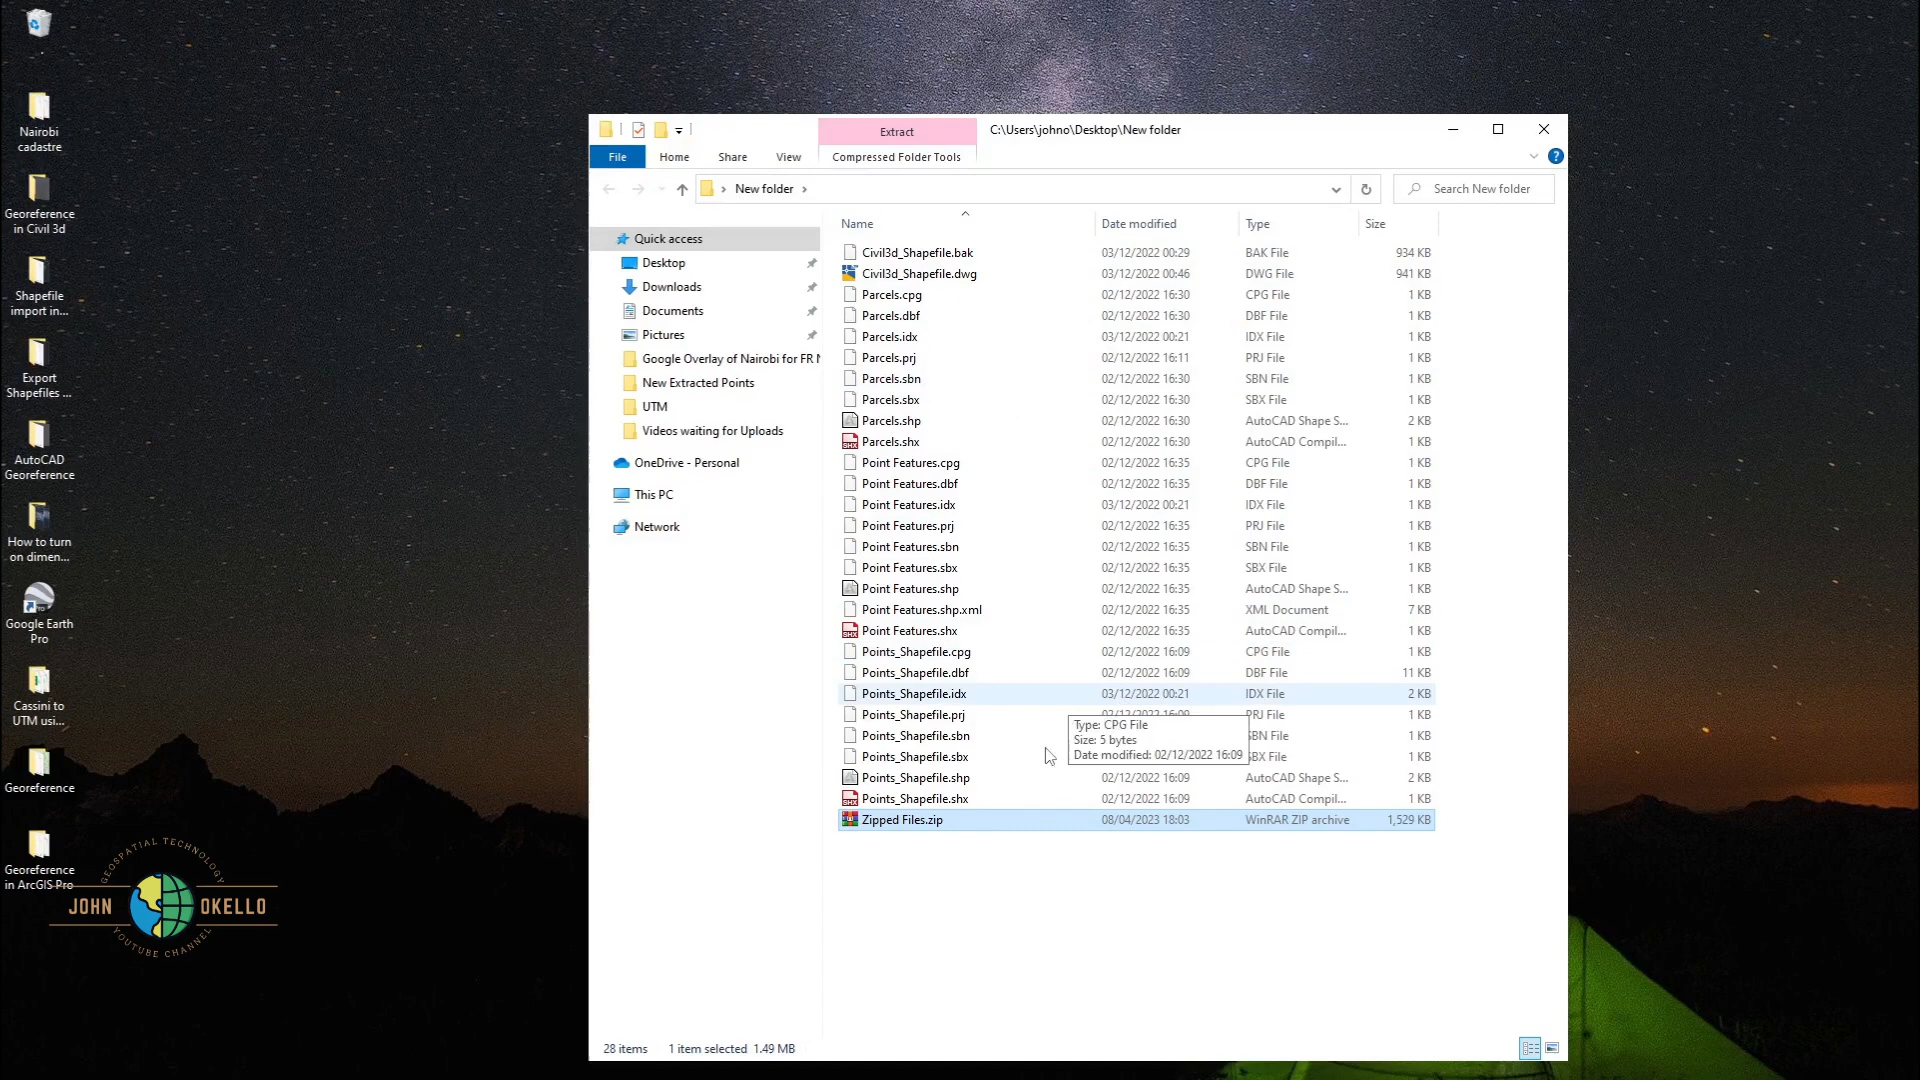 Nairobi
cadastre
Georeference
in Civil 3d
Shapefile
import in...
Export
Shapefiles ...
AutoCAD
Georeference
How to turn
on dimen...
Google Earth
Pro
Cassini to
UTM usi...
Georeference
Georeference
in ArcGIS Pro
GEOSPATIAL TECHNOLOGY
JOHN OKELLO
YOUTUBE CHANNEL
Extract C:\Users\johno\Desktop\New folder
File Home Share View Compressed Folder Tools
New folder Search New folder
Quick access
Desktop
Downloads
Documents
Pictures
Google Overlay of Nairobi for FR
New Extracted Points
UTM
Videos waiting for Uploads
OneDrive - Personal
This PC
Network
Name Date modified Type Size
Civil3d_Shapefile.bak 03/12/2022 00:29 BAK File 934 KB
Civil3d_Shapefile.dwg 03/12/2022 00:46 DWG File 941 KB
Parcels.cpg 02/12/2022 16:30 CPG File 1 KB
Parcels.dbf 02/12/2022 16:30 DBF File 1 KB
Parcels.idx 03/12/2022 00:21 IDX File 1 KB
Parcels.prj 02/12/2022 16:11 PRJ File 1 KB
Parcels.sbn 02/12/2022 16:30 SBN File 1 KB
Parcels.sbx 02/12/2022 16:30 SBX File 1 KB
Parcels.shp 02/12/2022 16:30 AutoCAD Shape S... 2 KB
Parcels.shx 02/12/2022 16:30 AutoCAD Compil... 1 KB
Point Features.cpg 02/12/2022 16:35 CPG File 1 KB
Point Features.dbf 02/12/2022 16:35 DBF File 1 KB
Point Features.idx 03/12/2022 00:21 IDX File 1 KB
Point Features.prj 02/12/2022 16:35 PRJ File 1 KB
Point Features.sbn 02/12/2022 16:35 SBN File 1 KB
Point Features.sbx 02/12/2022 16:35 SBX File 1 KB
Point Features.shp 02/12/2022 16:35 AutoCAD Shape S... 1 KB
Point Features.shp.xml 02/12/2022 16:35 XML Document 7 KB
Point Features.shx 02/12/2022 16:35 AutoCAD Compil... 1 KB
Points_Shapefile.cpg 02/12/2022 16:09 CPG File 1 KB
Points_Shapefile.dbf 02/12/2022 16:09 DBF File 11 KB
Points_Shapefile.idx 03/12/2022 00:21 IDX File 2 KB
Points_Shapefile.prj 02/12/2022 16:09 PRJ File 1 KB
Points_Shapefile.sbn SBN File 1 KB
Points_Shapefile.sbx SBX File 1 KB
Points_Shapefile.shp 02/12/2022 16:09 AutoCAD Shape S... 2 KB
Points_Shapefile.shx 02/12/2022 16:09 AutoCAD Compil... 1 KB
Zipped Files.zip 08/04/2023 18:03 WinRAR ZIP archive 1,529 KB
Type: CPG File
Size: 5 bytes
Date modified: 02/12/2022 16:09
28 items 1 item selected 1.49 MB